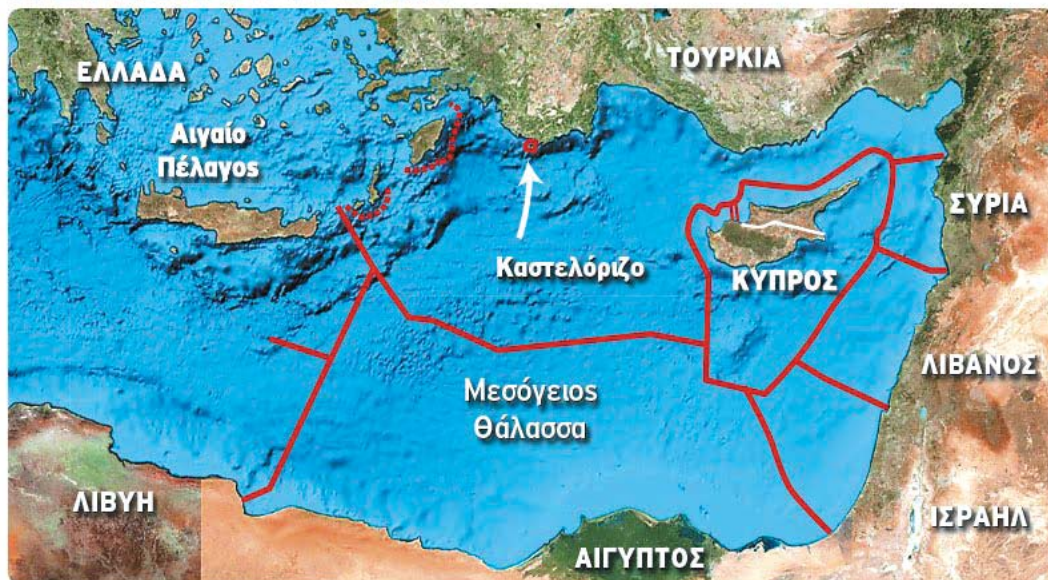 ΕΛΛΑΔΑ
ΤΟΥΡΚΙΑ
Αιγαίο
Πέλαγος
ΣΥΡΙΑ
Καστελόριζο
ΚΥΠΡΟΣ
ΛΙΒΑΝΟΣ
Μεσόγειος
Θάλασσα
ΛΙΒΥΗ
ΙΣΡΑΗΛ
ΑΙΓΥΠΤΟΣ